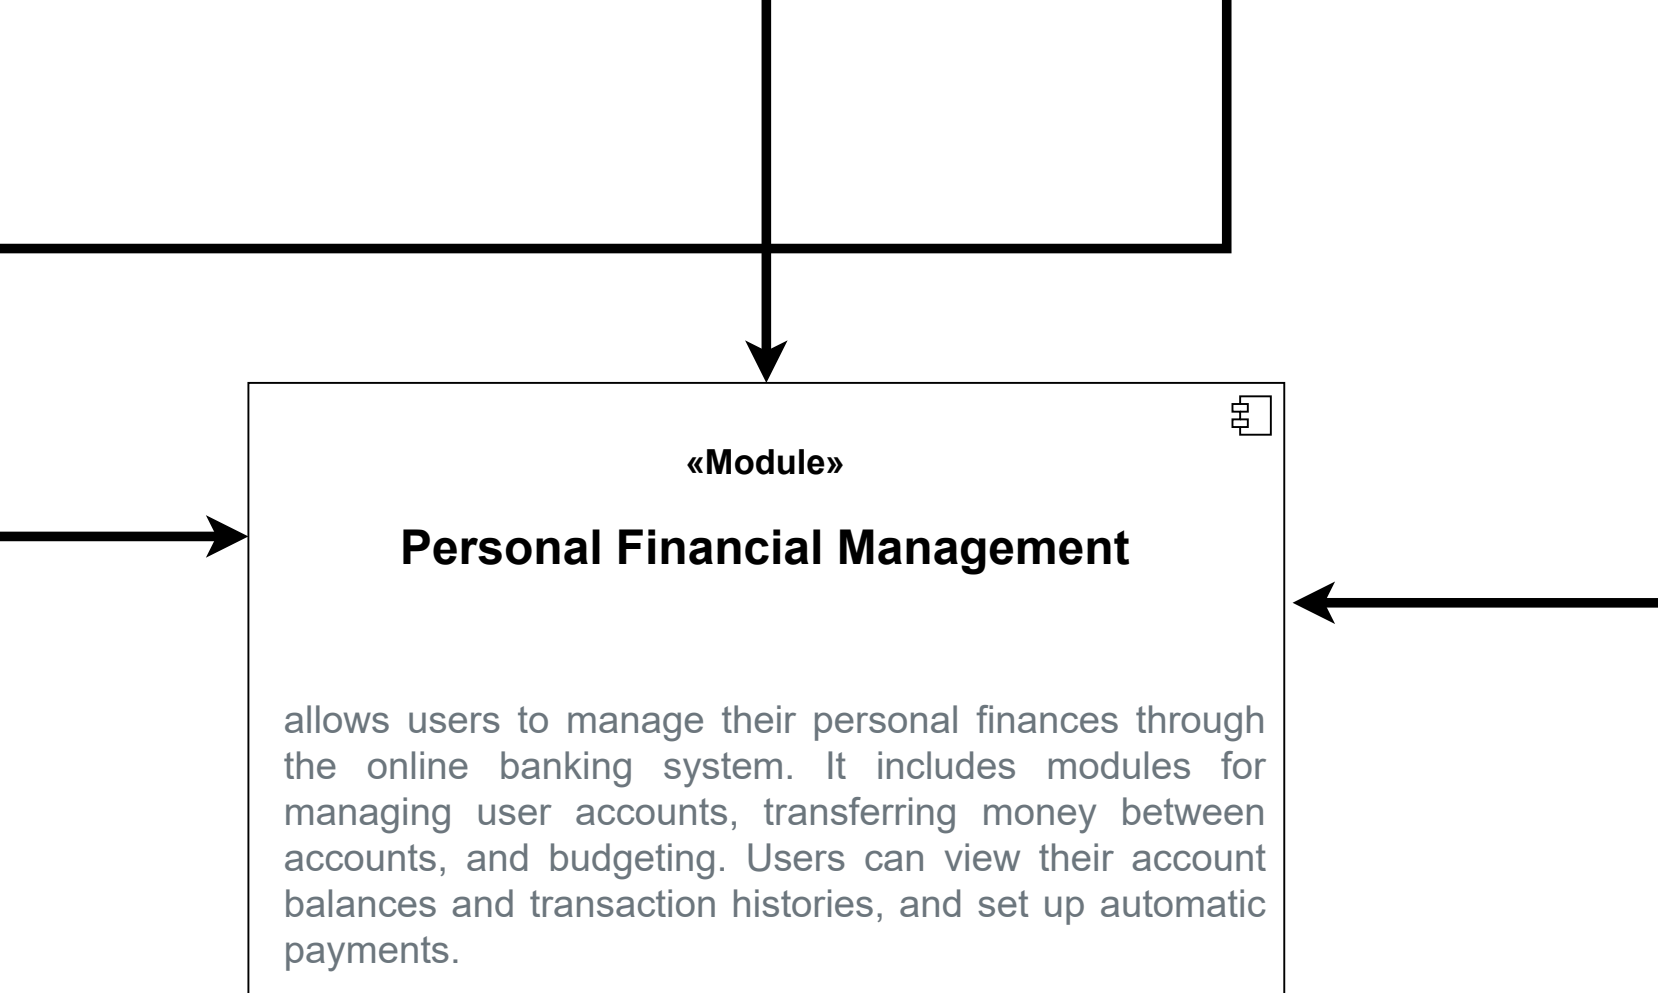 «Module»
Personal Financial Management
allows users to manage their personal finances through
the online banking system. It includes modules for
managing user accounts, transferring money between
accounts, and budgeting. Users can view their account
balances and transaction histories, and set up automatic
payments.